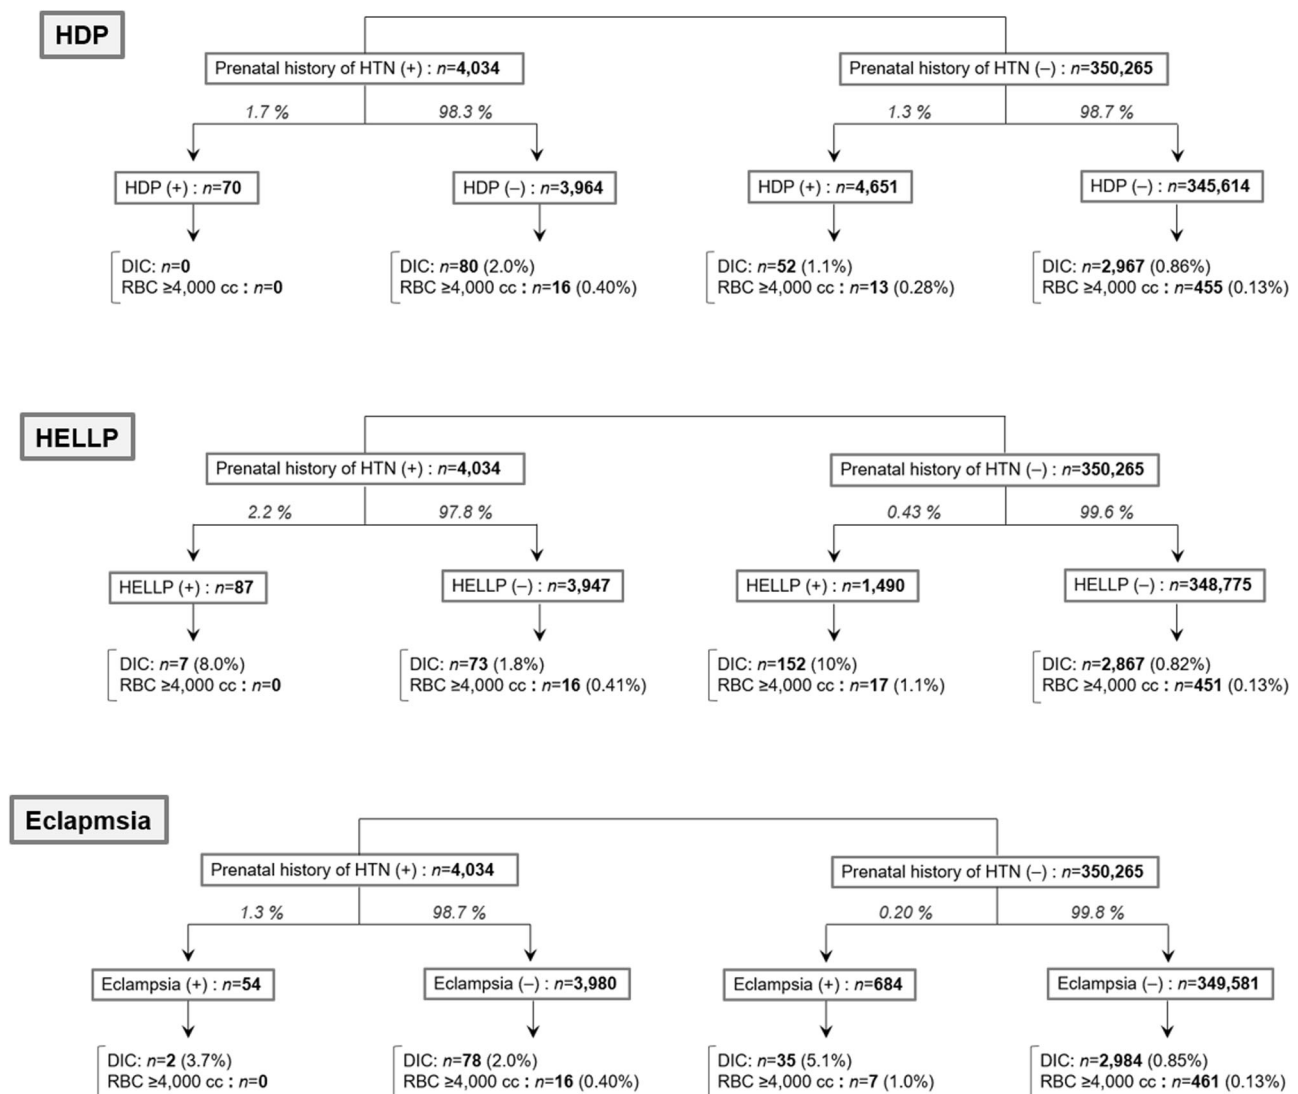 HDP
Prenatal history of HTN (+) : n=4,034
Prenatal history of HTN (–) : n=350,265
1.7 %
98.3 %
1.3 %
98.7 %
HDP (+) : n=70
HDP (–) : n=3,964
HDP (+) : n=4,651
HDP (–) : n=345,614
DIC: n=0
RBC ≥4,000 cc : n=0
DIC: n=80 (2.0%)
RBC ≥4,000 cc : n=16 (0.40%)
DIC: n=52 (1.1%)
RBC ≥4,000 cc : n=13 (0.28%)
DIC: n=2,967 (0.86%)
RBC ≥4,000 cc : n=455 (0.13%)
HELLP
Prenatal history of HTN (+) : n=4,034
Prenatal history of HTN (–) : n=350,265
2.2 %
97.8 %
0.43 %
99.6 %
HELLP (+) : n=87
HELLP (–) : n=3,947
HELLP (+) : n=1,490
HELLP (–) : n=348,775
DIC: n=7 (8.0%)
RBC ≥4,000 cc : n=0
DIC: n=73 (1.8%)
RBC ≥4,000 cc : n=16 (0.41%)
DIC: n=152 (10%)
RBC ≥4,000 cc : n=17 (1.1%)
DIC: n=2,867 (0.82%)
RBC ≥4,000 cc : n=451 (0.13%)
Eclapmsia
Prenatal history of HTN (+) : n=4,034
Prenatal history of HTN (–) : n=350,265
1.3 %
98.7 %
0.20 %
99.8 %
Eclampsia (+) : n=54
Eclampsia (–) : n=3,980
Eclampsia (+) : n=684
Eclampsia (–) : n=349,581
DIC: n=2 (3.7%)
RBC ≥4,000 cc : n=0
DIC: n=78 (2.0%)
RBC ≥4,000 cc : n=16 (0.40%)
DIC: n=35 (5.1%)
RBC ≥4,000 cc : n=7 (1.0%)
DIC: n=2,984 (0.85%)
RBC ≥4,000 cc : n=461 (0.13%)